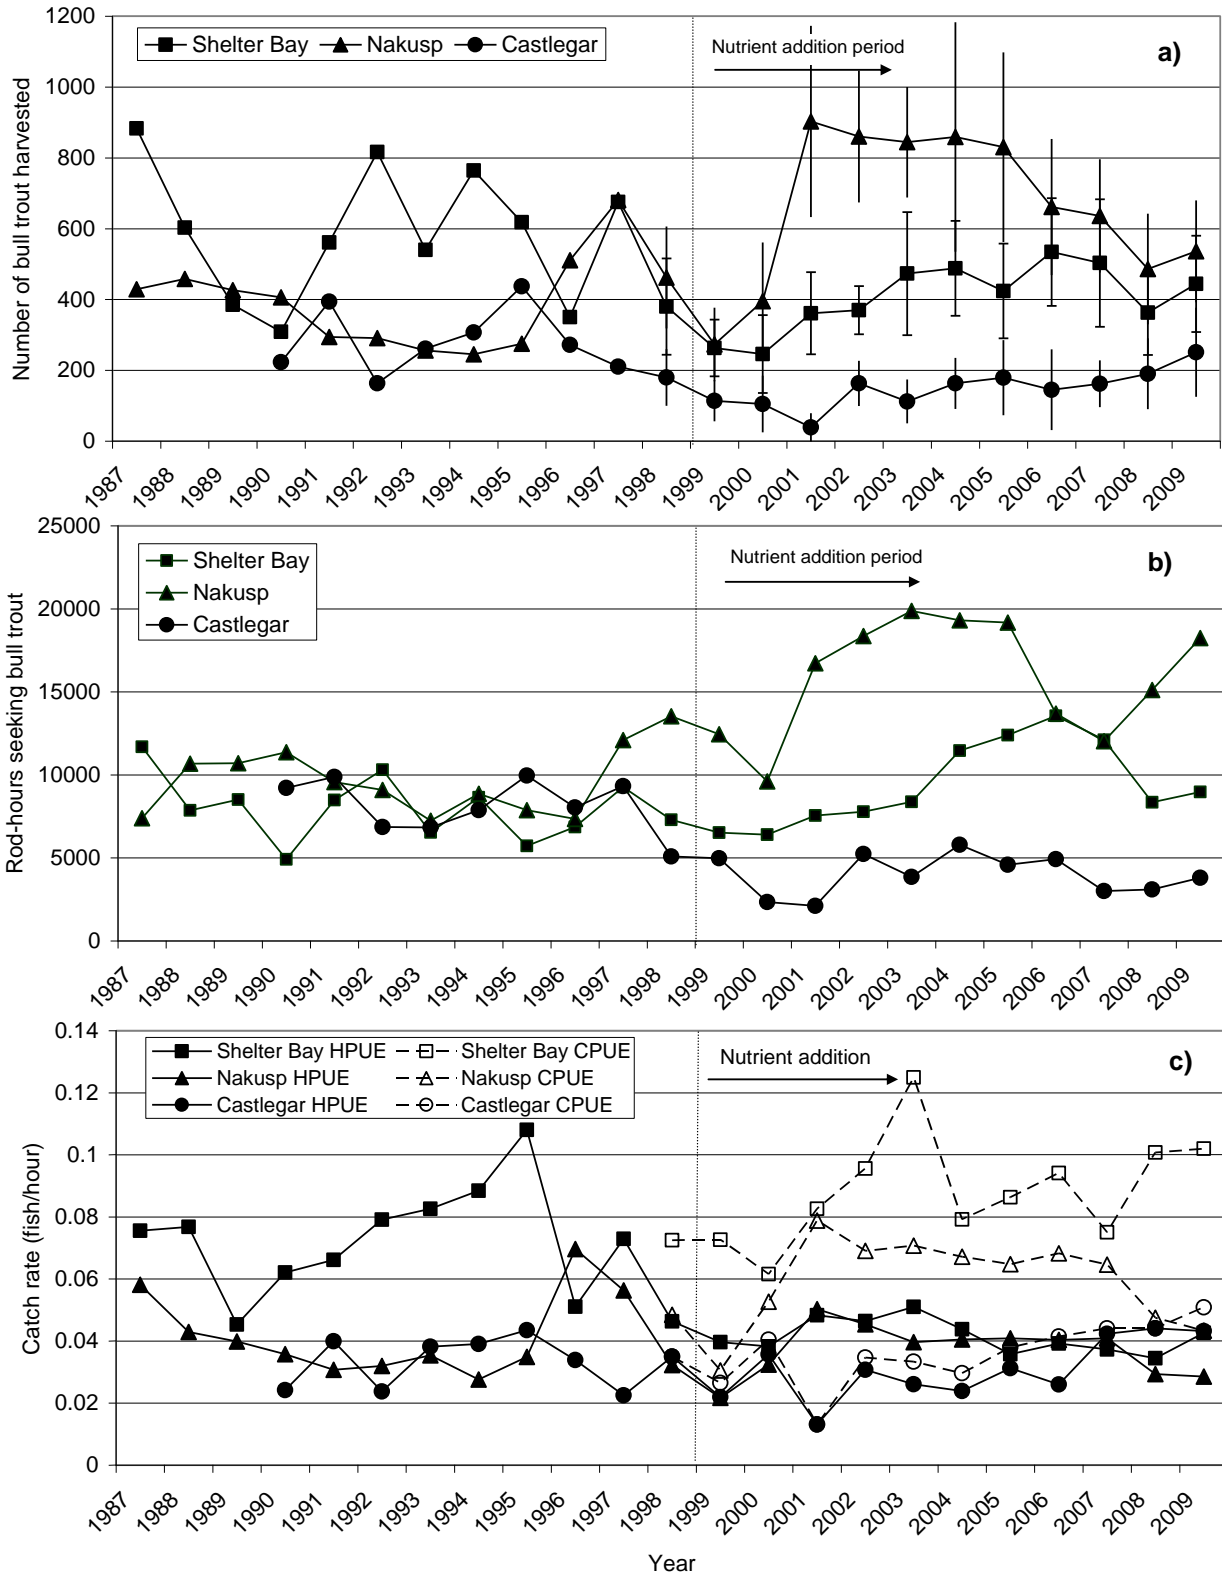 1200
1000
800
600
400
200
0
Number of bull trout harvested
Shelter Bay Nakusp Castlegar
Nutrient addition period
a)
1987 1988 1989 1990 1991 1992 1993 1994 1995 1996 1997 1998 1999 2000 2001 2002 2003 2004 2005 2006 2007 2008 2009
25000
20000
15000
10000
5000
0
Rod-hours seeking bull trout
Shelter Bay
Nakusp
Castlegar
Nutrient addition period
b)
1987 1988 1989 1990 1991 1992 1993 1994 1995 1996 1997 1998 1999 2000 2001 2002 2003 2004 2005 2006 2007 2008 2009
0.14
0.12
0.1
0.08
0.06
0.04
0.02
0
Catch rate (fish/hour)
Shelter Bay HPUE Shelter Bay CPUE
Nakusp HPUE Nakusp CPUE
Castlegar HPUE Castlegar CPUE
Nutrient addition
c)
1987 1988 1989 1990 1991 1992 1993 1994 1995 1996 1997 1998 1999 2000 2001 2002 2003 2004 2005 2006 2007 2008 2009
Year